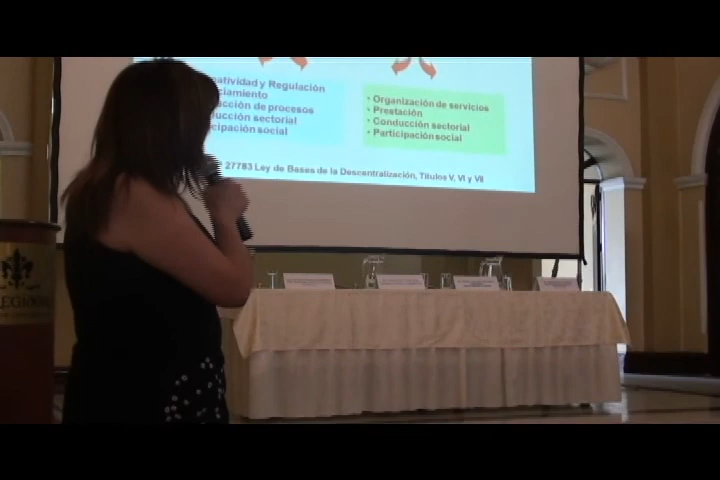 atividad y Regulación
ciamiento
cción de procesos
ucción sectorial
cipación social
• Organización de servicios
• Prestación
• Conducción sectorial
• Participación social
27783 Ley de Bases de la Descentralización, Títulos V, VI y VII